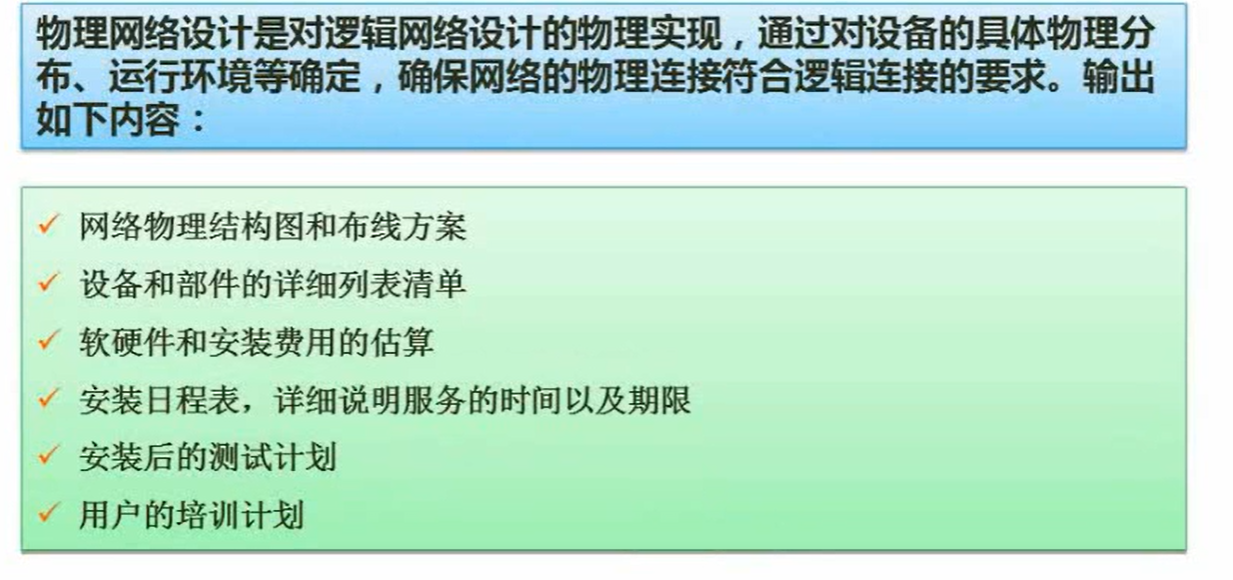 物理网络设计是对逻辑网络设计的物理实现，通过对设备的具体物理分
布、运行环境等确定，确保网络的物理连接符合逻辑连接的要求。输出
如下内容：
✓ 网络物理结构图和布线方案
✓ 设备和部件的详细列表清单
✓ 软硬件和安装费用的估算
✓ 安装日程表，详细说明服务的时间以及期限
✓ 安装后的测试计划
✓ 用户的培训计划